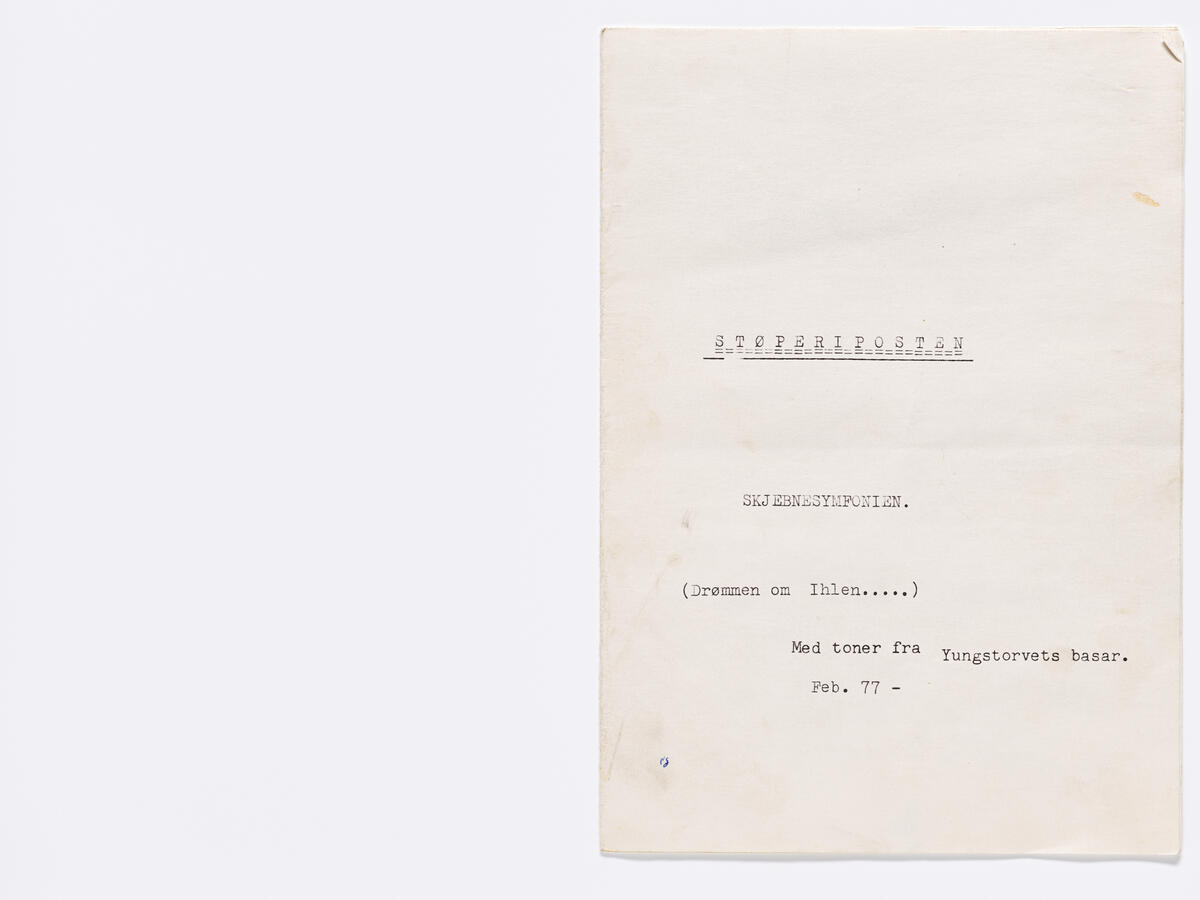 S T Ø P E R I P O S T E N
SKJEBNESYMFONIEN.
(Drømmen om Ihlen.....)
Med toner fra Yungstorvets basar.
Feb. 77 -